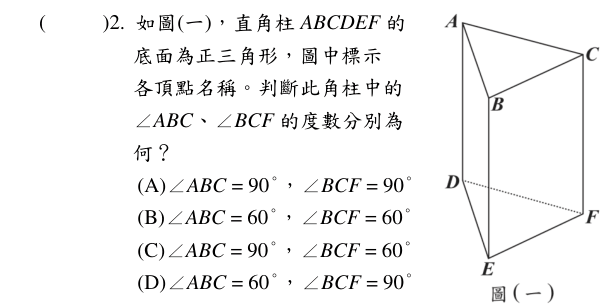 (　　)2. 如圖(一)，直角柱 ABCDEF 的
底面為正三角形，圖中標示
各頂點名稱。判斷此角柱中的
∠ABC、∠BCF 的度數分別為
何？
(A)∠ABC = 90°，∠BCF = 90°
(B)∠ABC = 60°，∠BCF = 60°
(C)∠ABC = 90°，∠BCF = 60°
(D)∠ABC = 60°，∠BCF = 90°
A
C
B
D
F
E
圖(一)